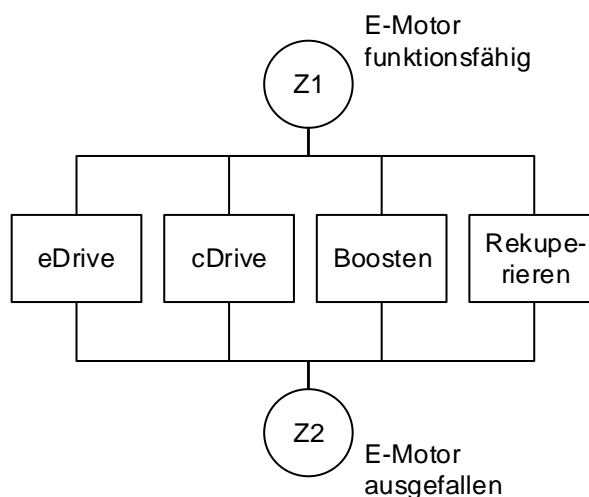 E-Motor
funktionsfähig
Z1
eDrive
cDrive
Boosten
Rekupe-
rieren
Z2
E-Motor
ausgefallen